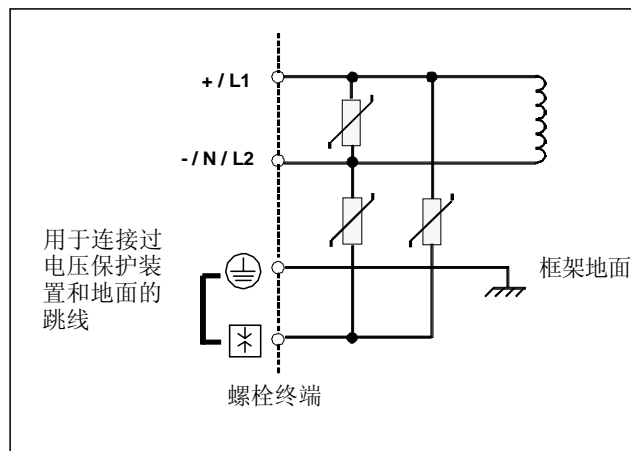 + / L1
- / N / L2
用于连接过
电压保护装
置和地面的
跳线
框架地面
螺栓终端